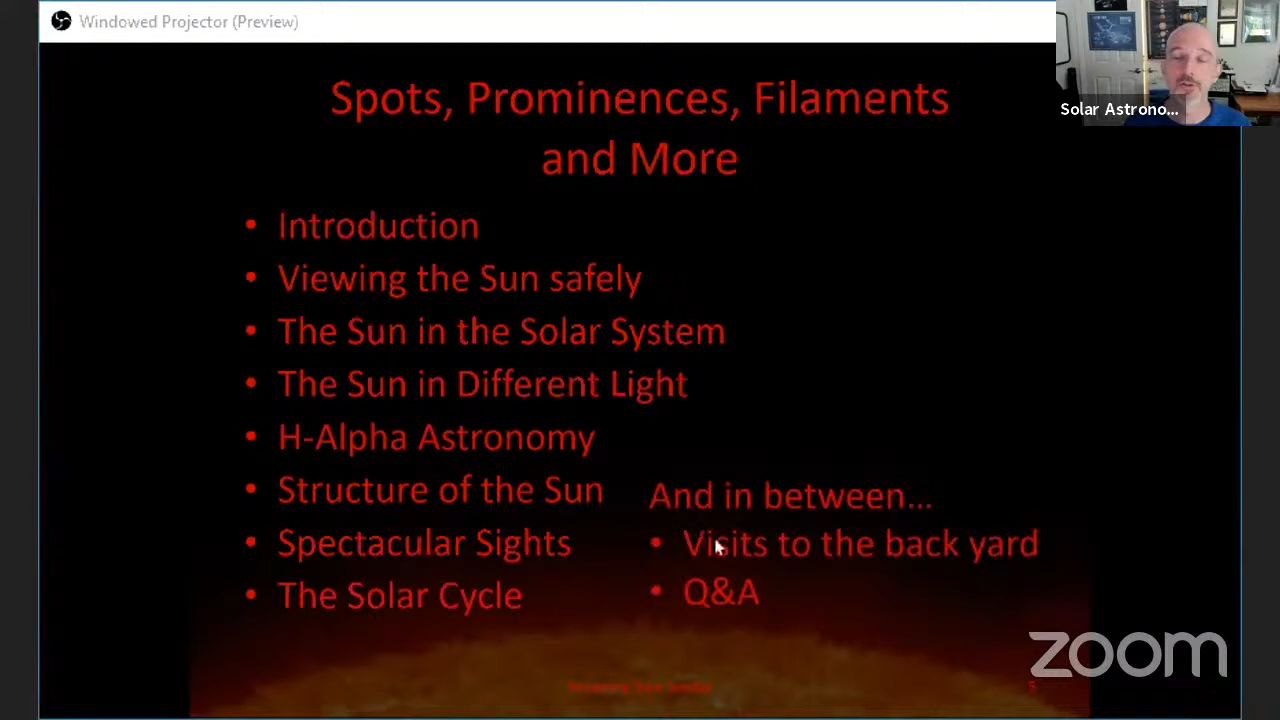 Windowed Projector (Preview)
Solar Astrono...
Spots, Prominences, Filaments
and More
• Introduction
• Viewing the Sun safely
• The Sun in the Solar System
• The Sun in Different Light
• H-Alpha Astronomy
• Structure of the Sun
• Spectacular Sights
• The Solar Cycle
And in between...
• Visits to the back yard
• Q&A
zoom
5